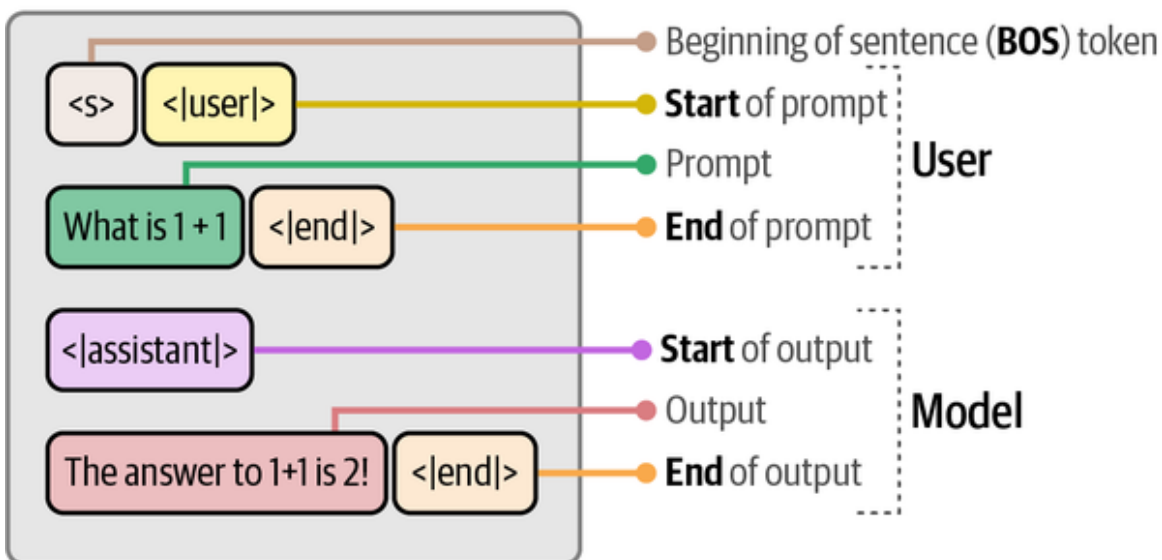 Beginning of sentence (BOS) token
<s> <|user|> Start of prompt
Prompt
User
What is 1 + 1 <|end|> End of prompt
<|assistant|> Start of output
Output
Model
The answer to 1+1 is 2! <|end|> End of output